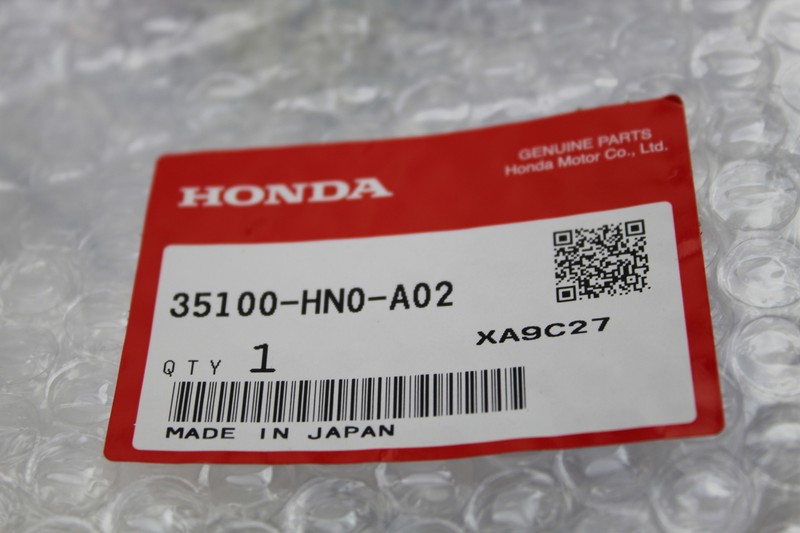 HONDA
GENUINE PARTS
Honda Motor Co., Ltd.
35100-HN0-A02
XA9C27
QTY 1
MADE IN JAPAN